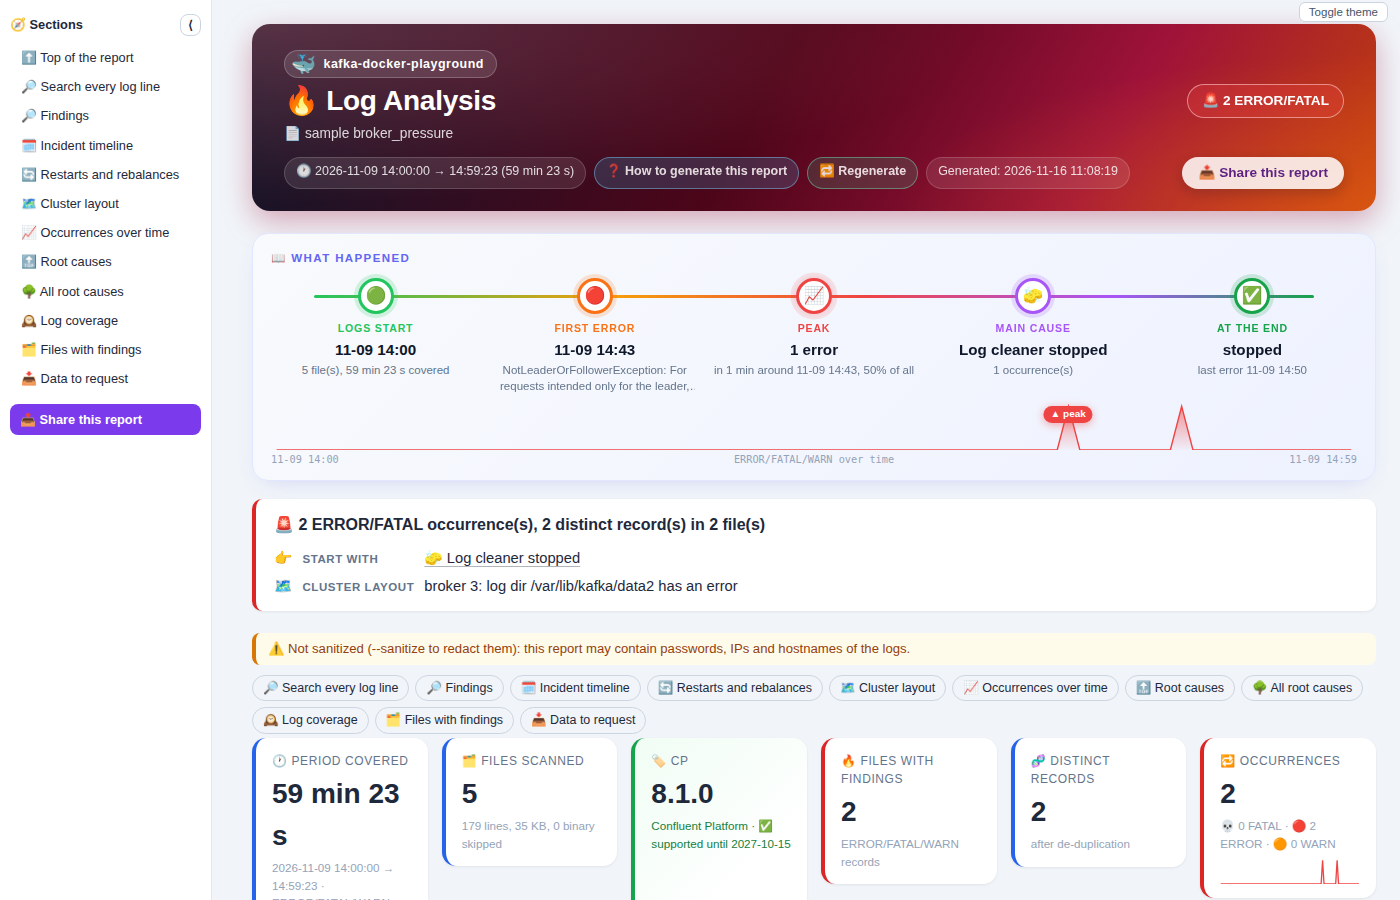 Sections
⟨
Top of the report
Search every log line
Findings
Incident timeline
Restarts and rebalances
Cluster layout
Occurrences over time
Root causes
All root causes
Log coverage
Files with findings
Data to request
Share this report
Toggle theme
kafka-docker-playground
Log Analysis
2 ERROR/FATAL
sample broker_pressure
2026-11-09 14:00:00 → 14:59:23 (59 min 23 s)
How to generate this report
Regenerate
Generated: 2026-11-16 11:08:19
Share this report
WHAT HAPPENED
LOGS START
11-09 14:00
5 file(s), 59 min 23 s covered
FIRST ERROR
11-09 14:43
NotLeaderOrFollowerException: For
requests intended only for the leader,..
PEAK
1 error
in 1 min around 11-09 14:43, 50% of all
MAIN CAUSE
Log cleaner stopped
1 occurrence(s)
AT THE END
stopped
last error 11-09 14:50
▲ peak
11-09 14:00
ERROR/FATAL/WARN over time
11-09 14:59
2 ERROR/FATAL occurrence(s), 2 distinct record(s) in 2 file(s)
START WITH
Log cleaner stopped
CLUSTER LAYOUT
broker 3: log dir /var/lib/kafka/data2 has an error
Not sanitized (--sanitize to redact them): this report may contain passwords, IPs and hostnames of the logs.
Search every log line
Findings
Incident timeline
Restarts and rebalances
Cluster layout
Occurrences over time
Root causes
All root causes
Log coverage
Files with findings
Data to request
PERIOD COVERED
59 min 23
s
2026-11-09 14:00:00 →
14:59:23 ·
FILES SCANNED
5
179 lines, 35 KB, 0 binary
skipped
CP
8.1.0
Confluent Platform · ✅
supported until 2027-10-15
FILES WITH
FINDINGS
2
ERROR/FATAL/WARN
records
DISTINCT
RECORDS
2
after de-duplication
OCCURRENCES
2
0 FATAL · 2
ERROR · 0 WARN